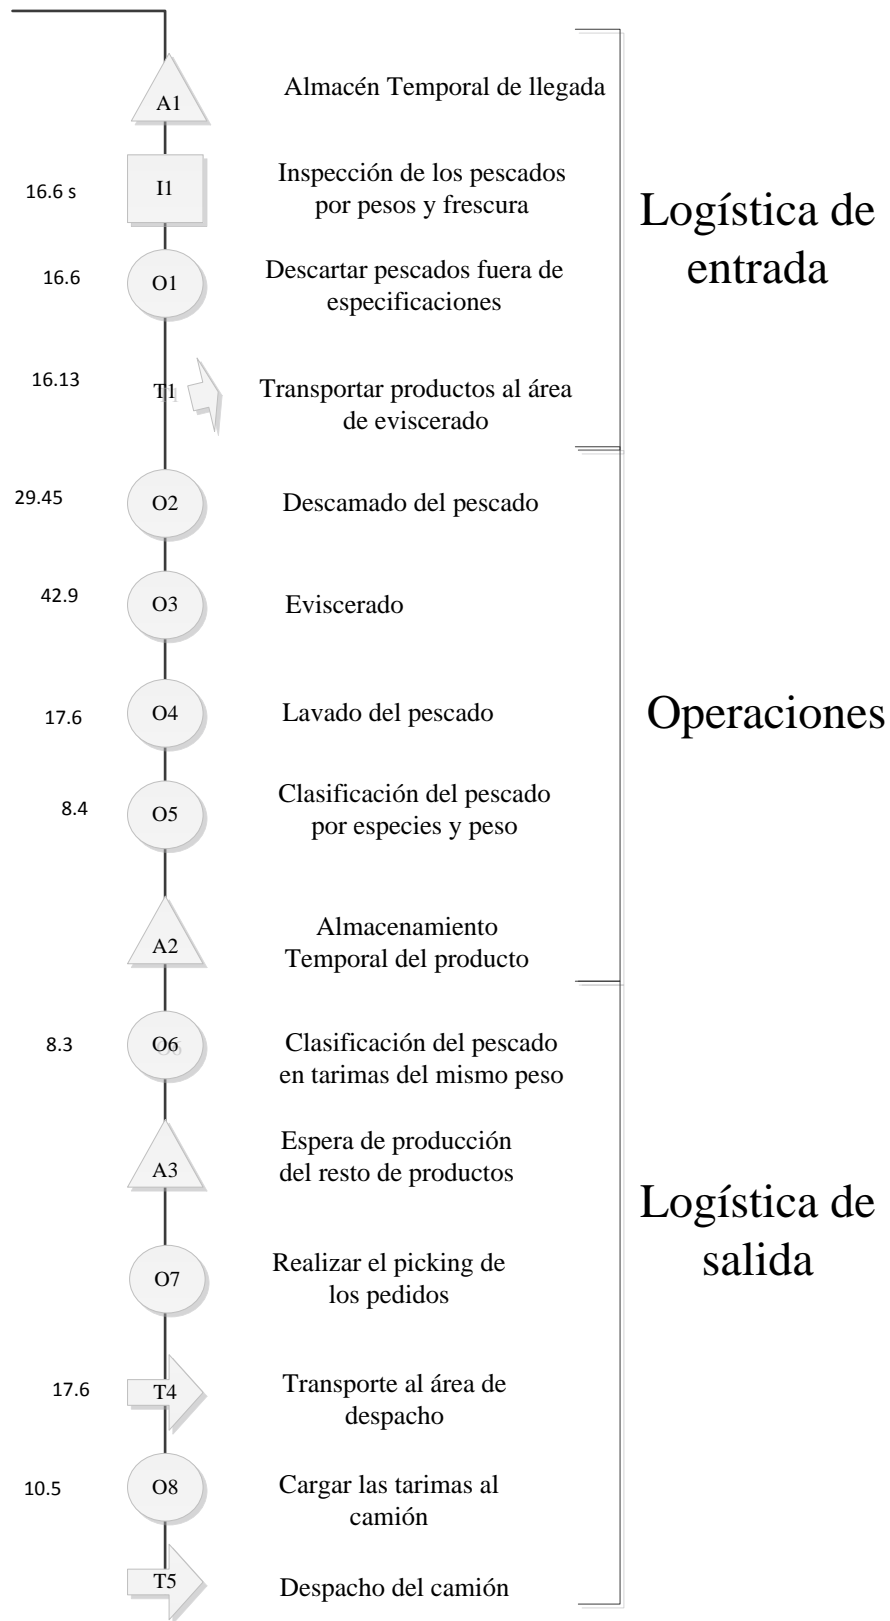 A1
Almacén Temporal de llegada
16.6 s
I1
Inspección de los pescados
por pesos y frescura
Logística de
entrada
16.6
O1
Descartar pescados fuera de
especificaciones
16.13
T1
Transportar productos al área
de eviscerado
29.45
O2
Descamado del pescado
42.9
O3
Eviscerado
17.6
O4
Lavado del pescado
Operaciones
8.4
O5
Clasificación del pescado
por especies y peso
A2
Almacenamiento
Temporal del producto
8.3
O6
Clasificación del pescado
en tarimas del mismo peso
A3
Espera de producción
del resto de productos
Logística de
salida
O7
Realizar el picking de
los pedidos
17.6
T4
Transporte al área de
despacho
10.5
O8
Cargar las tarimas al
camión
T5
Despacho del camión